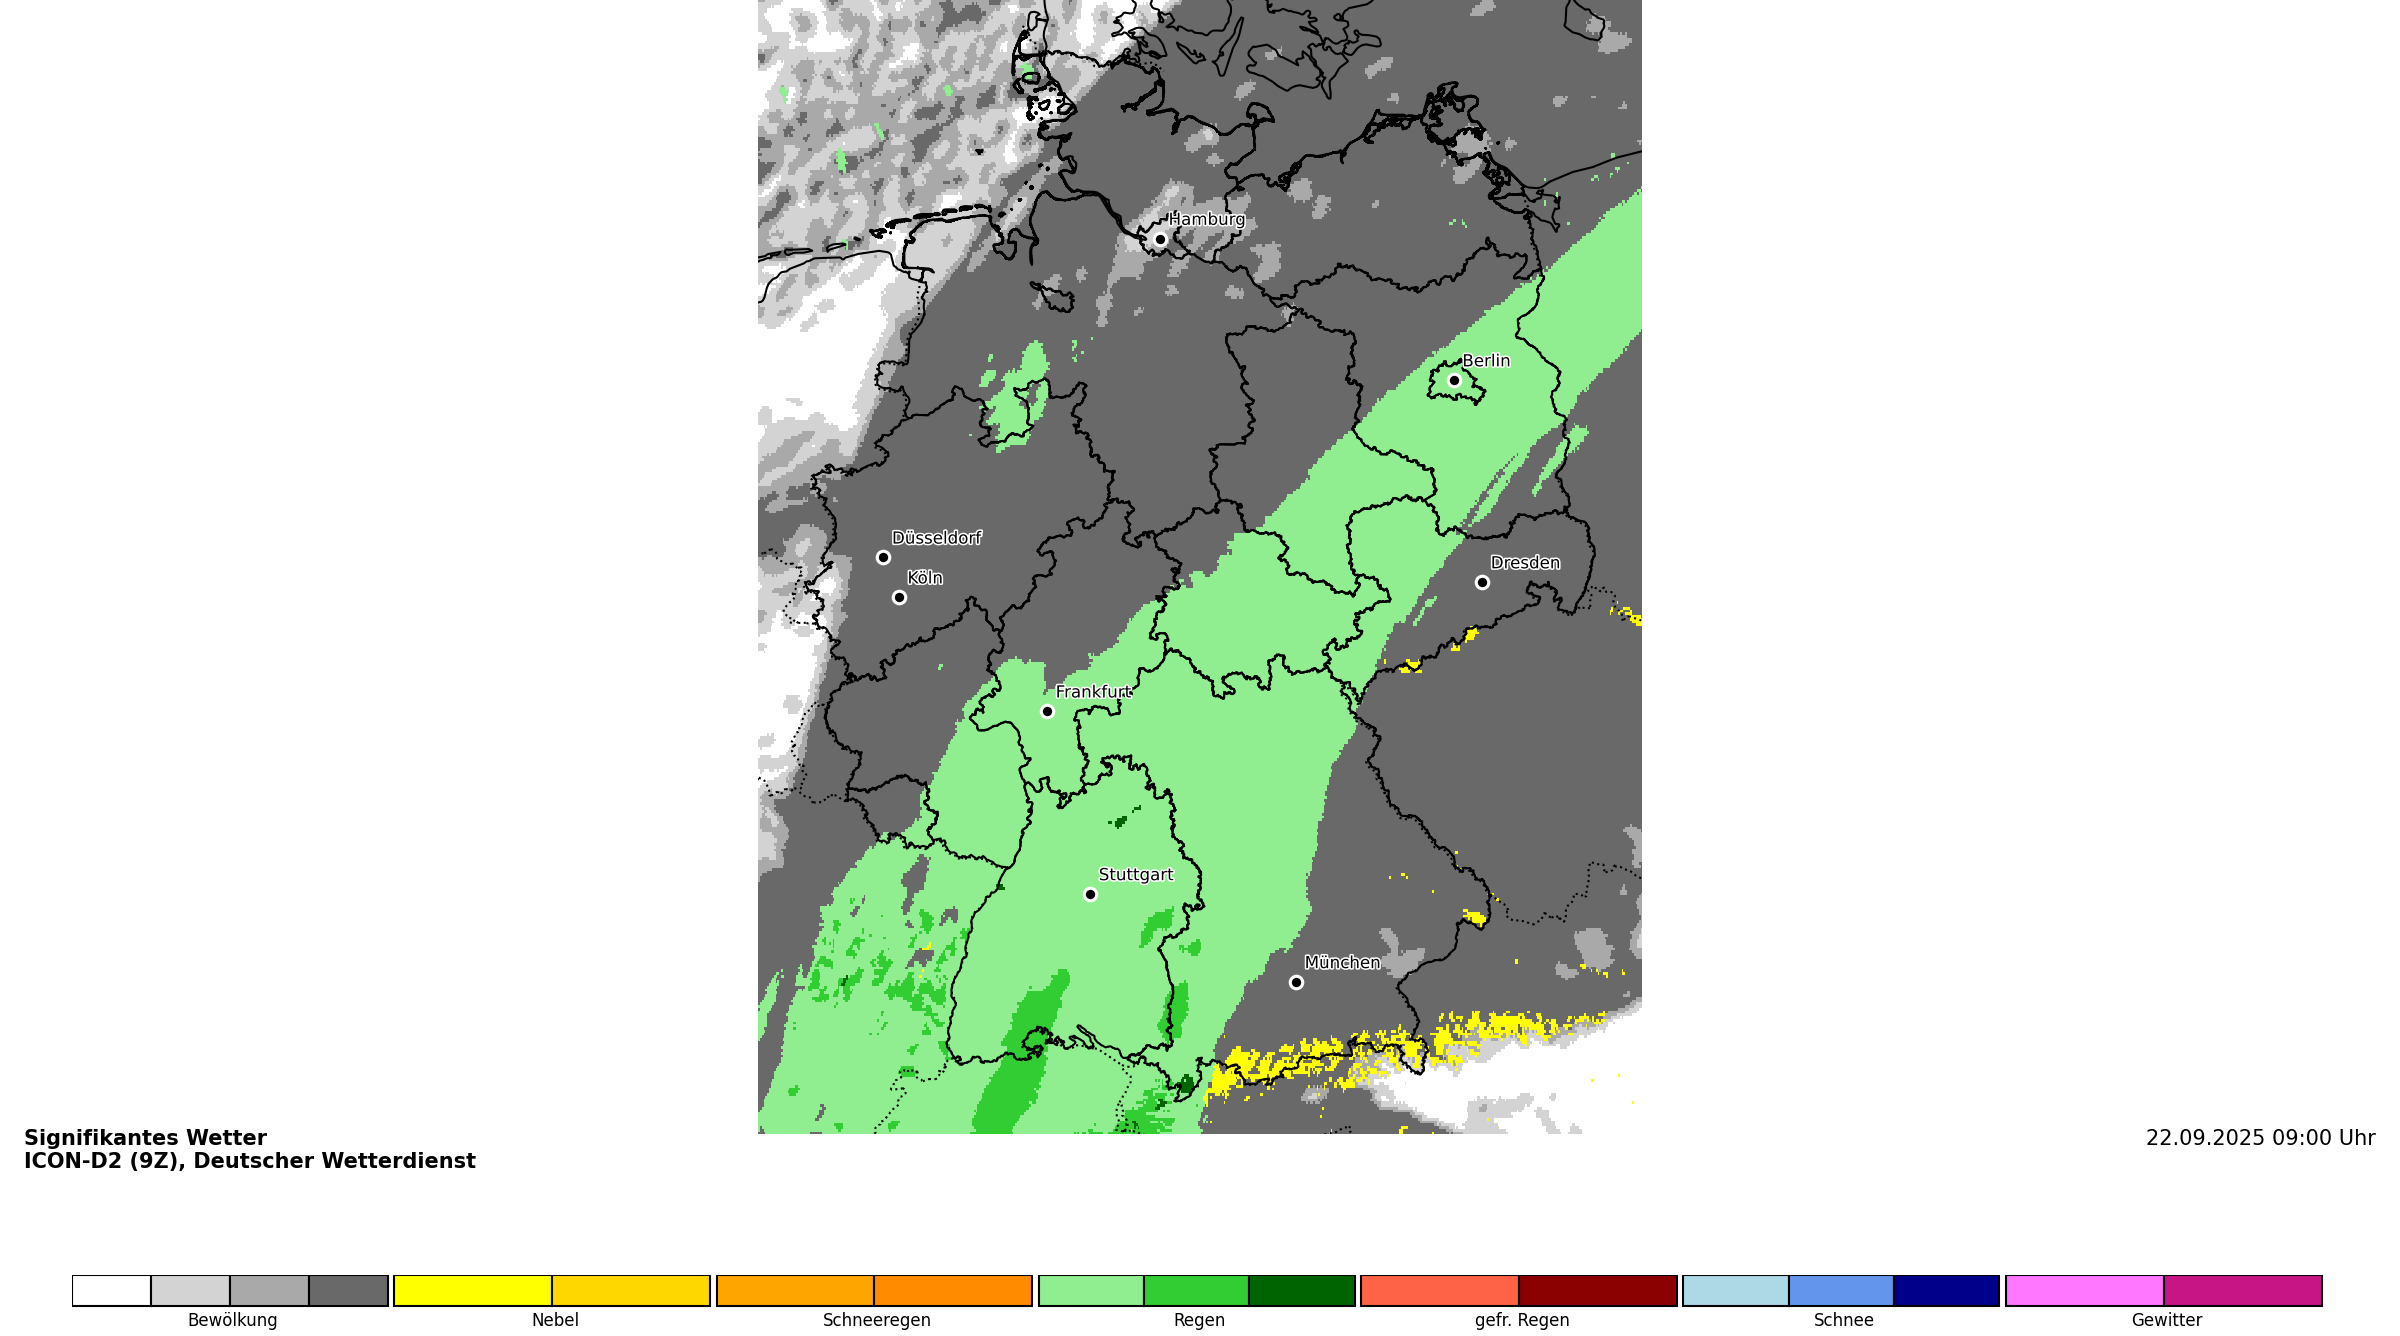 Hamburg
Berlin
Düsseldorf
Köln
Dresden
Frankfurt
Stuttgart
München
Signifikantes Wetter
ICON-D2 (9Z), Deutscher Wetterdienst
22.09.2025 09:00 Uhr
Bewölkung
Nebel
Schneeregen
Regen
gefr. Regen
Schnee
Gewitter